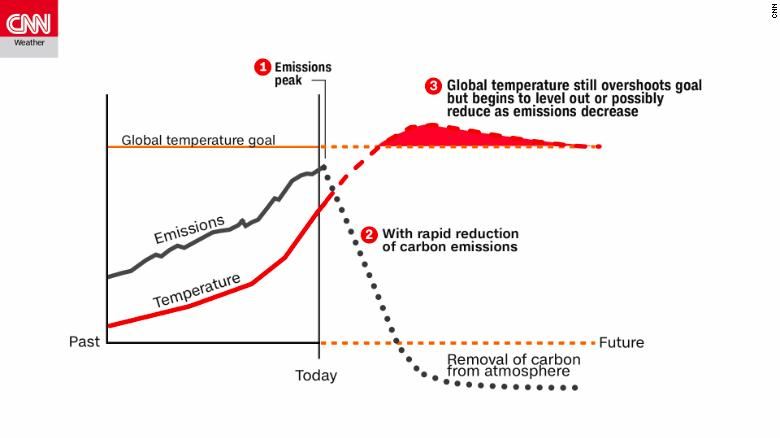 CNN
Weather
CNN
1 Emissions
peak
3 Global temperature still overshoots goal
but begins to level out or possibly
reduce as emissions decrease
Global temperature goal
Emissions
2 With rapid reduction
of carbon emissions
Temperature
Past
Future
Removal of carbon
from atmosphere
Today